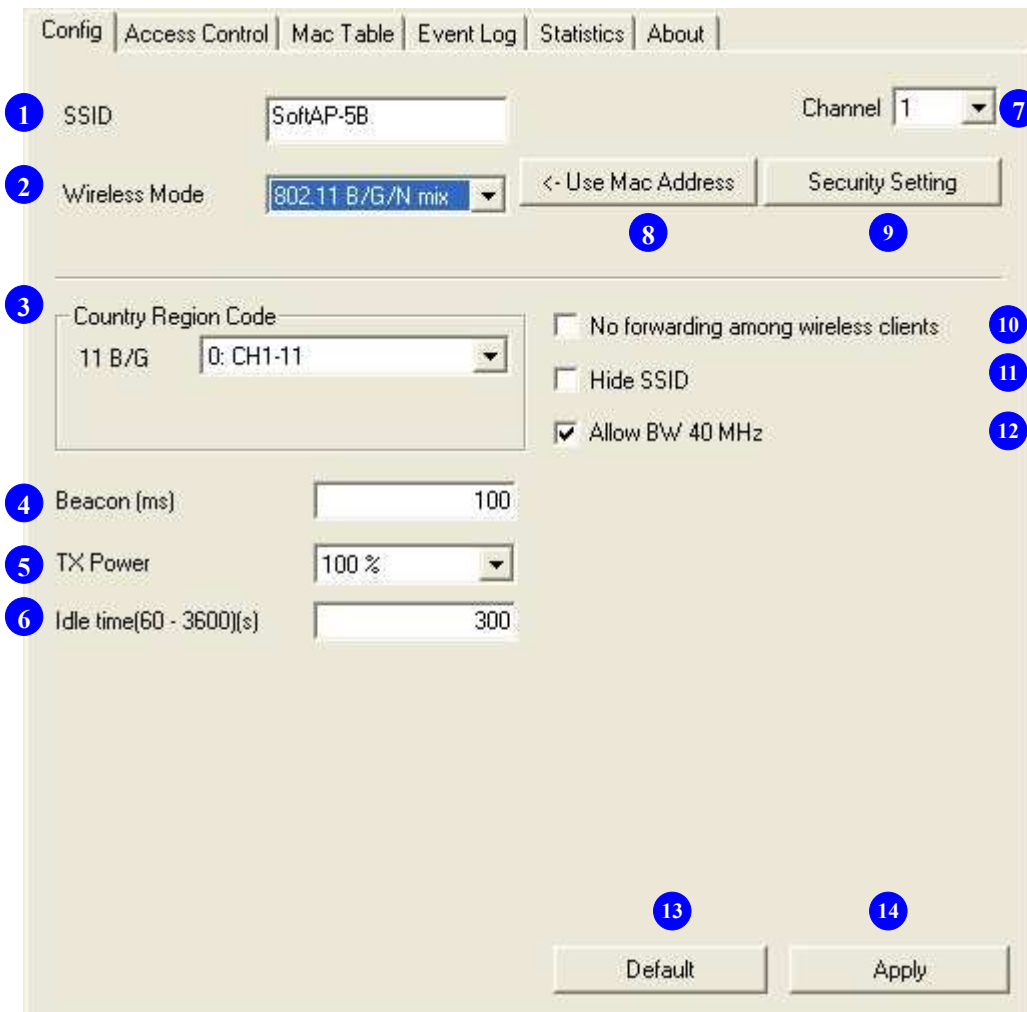 Config Access Control Mac Table Event Log Statistics About
1 SSID SoftAP-5B Channel 1 7
2 Wireless Mode 802.11 B/G/N mix <- Use Mac Address Security Setting
8 9
3 Country Region Code
11 B/G 0: CH1-11
No forwarding among wireless clients 10
Hide SSID 11
Allow BW 40 MHz 12
4 Beacon (ms) 100
5 TX Power 100 %
6 Idle time(60 - 3600)(s) 300
13 14
Default Apply